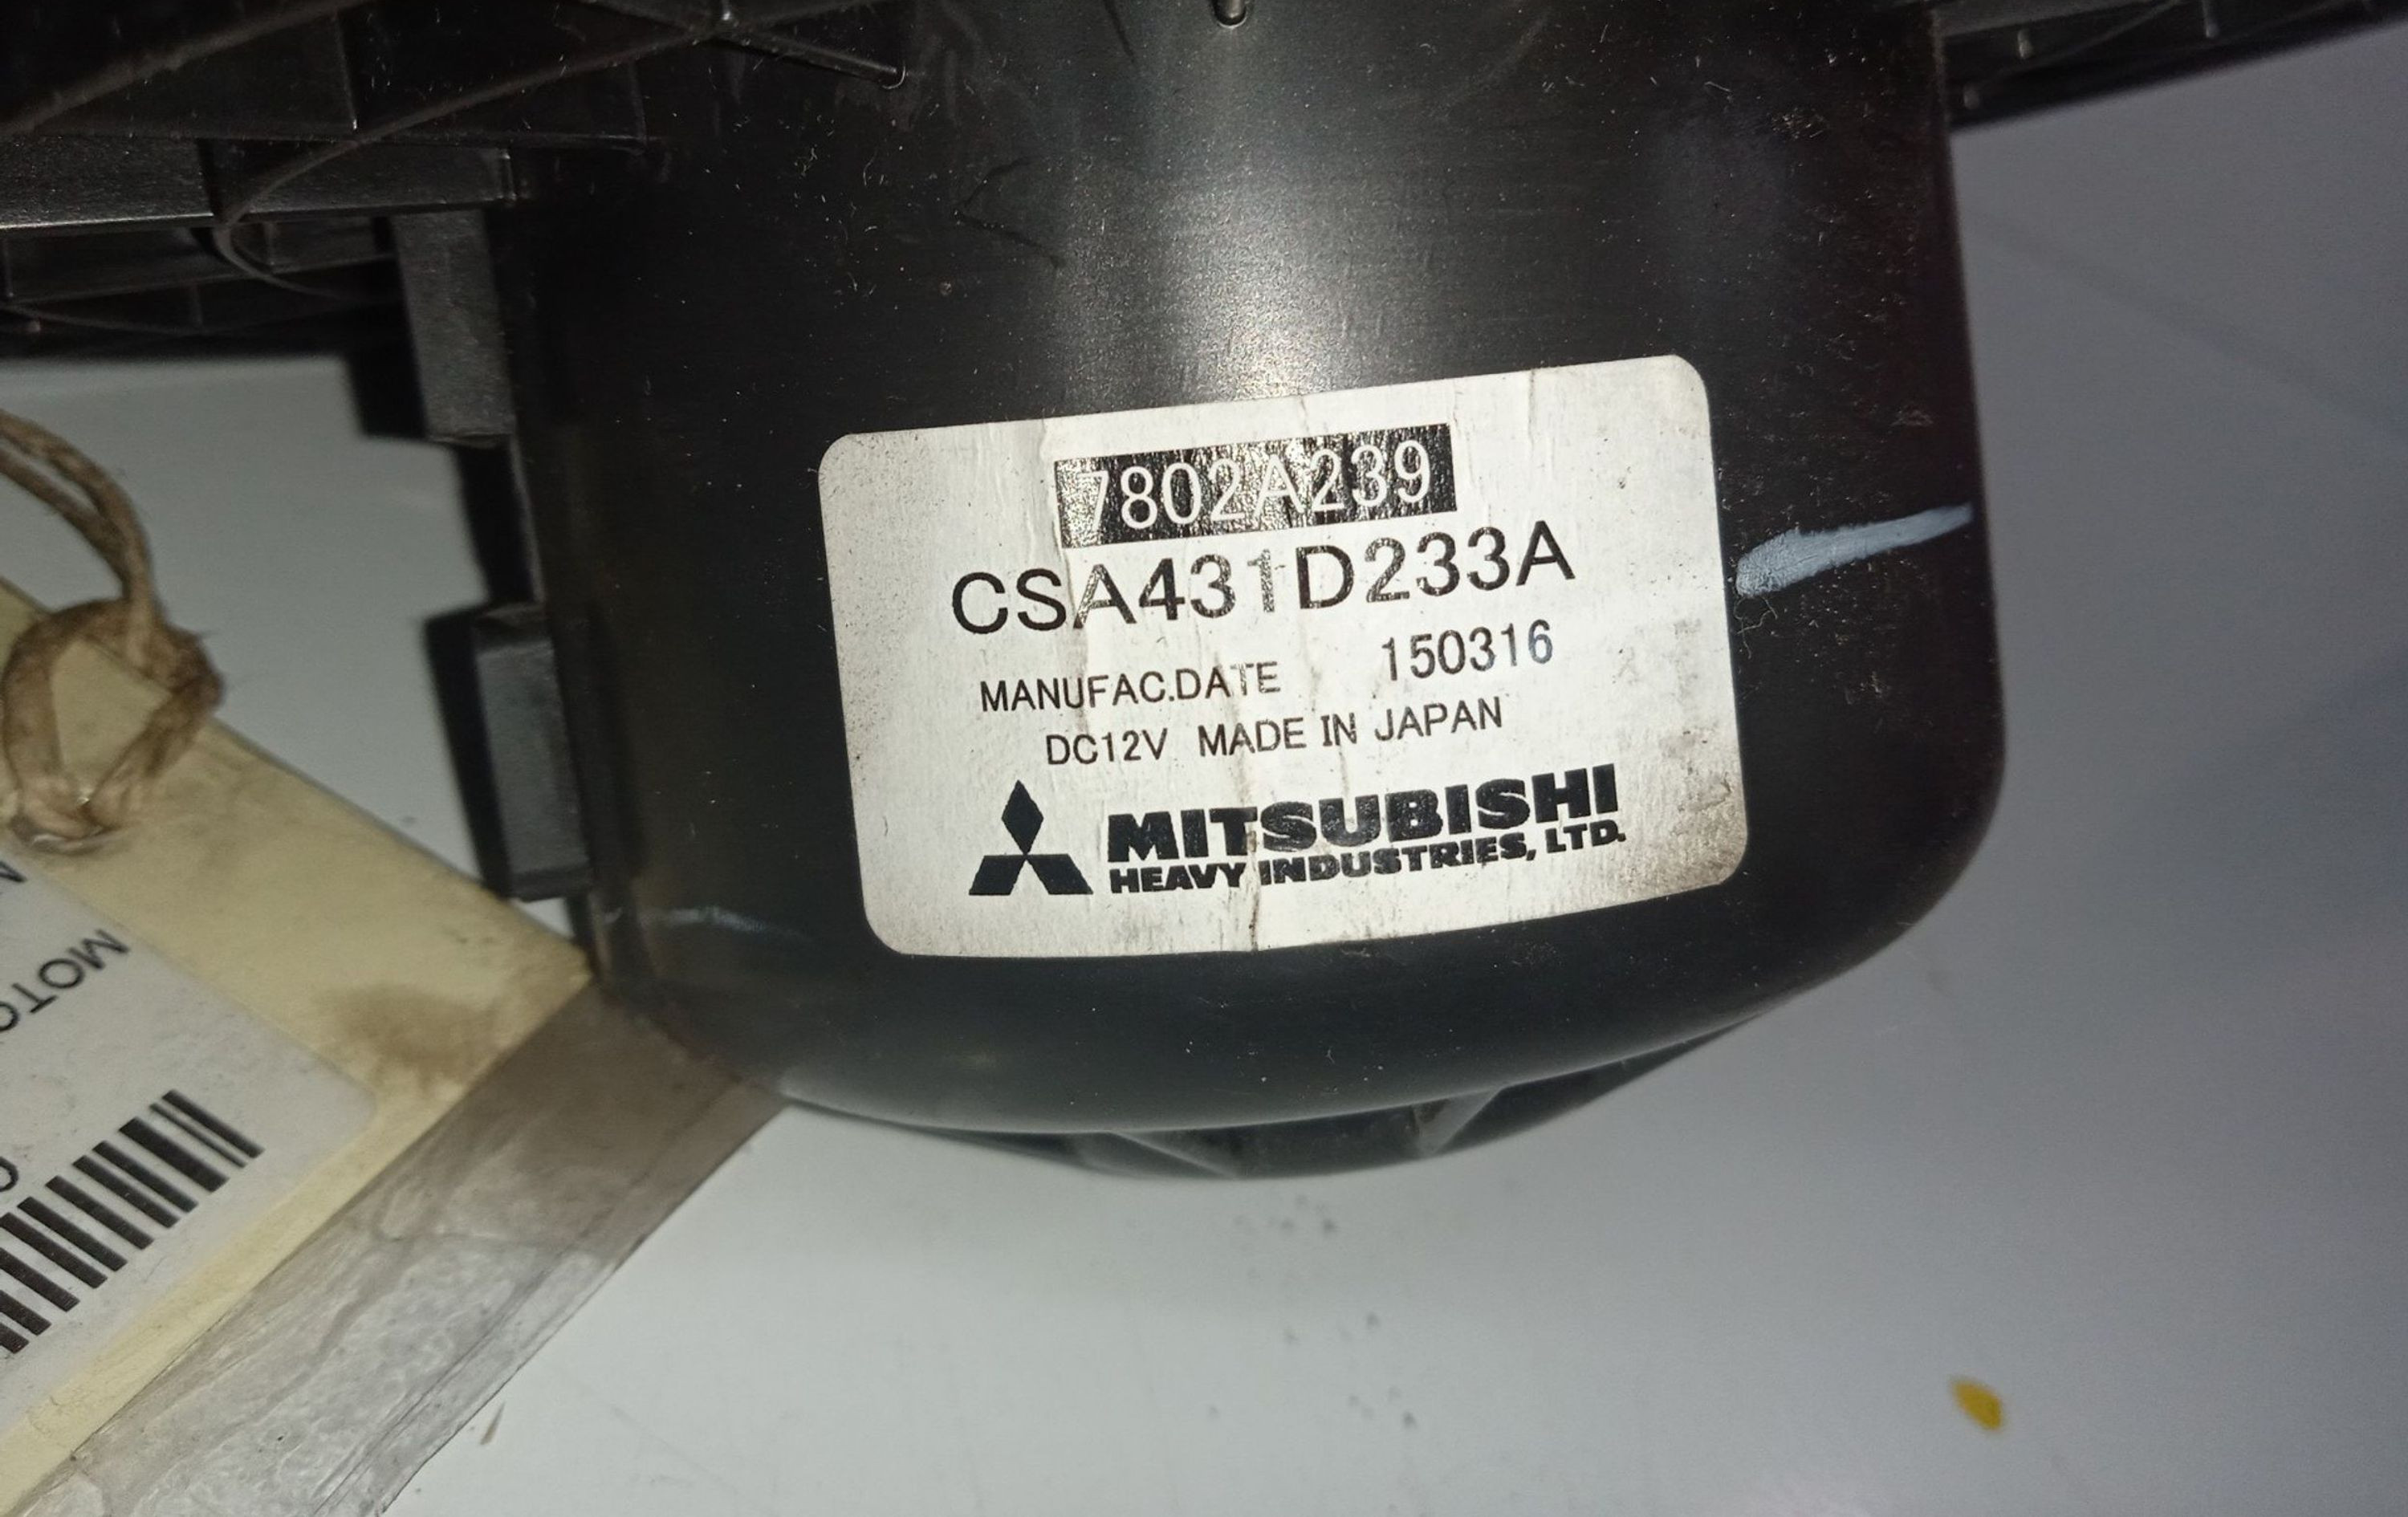 7802A239
CSA431D233A
MANUFAC.DATE 150316
DC12V MADE IN JAPAN
MITSUBISHI
HEAVY INDUSTRIES, LTD.